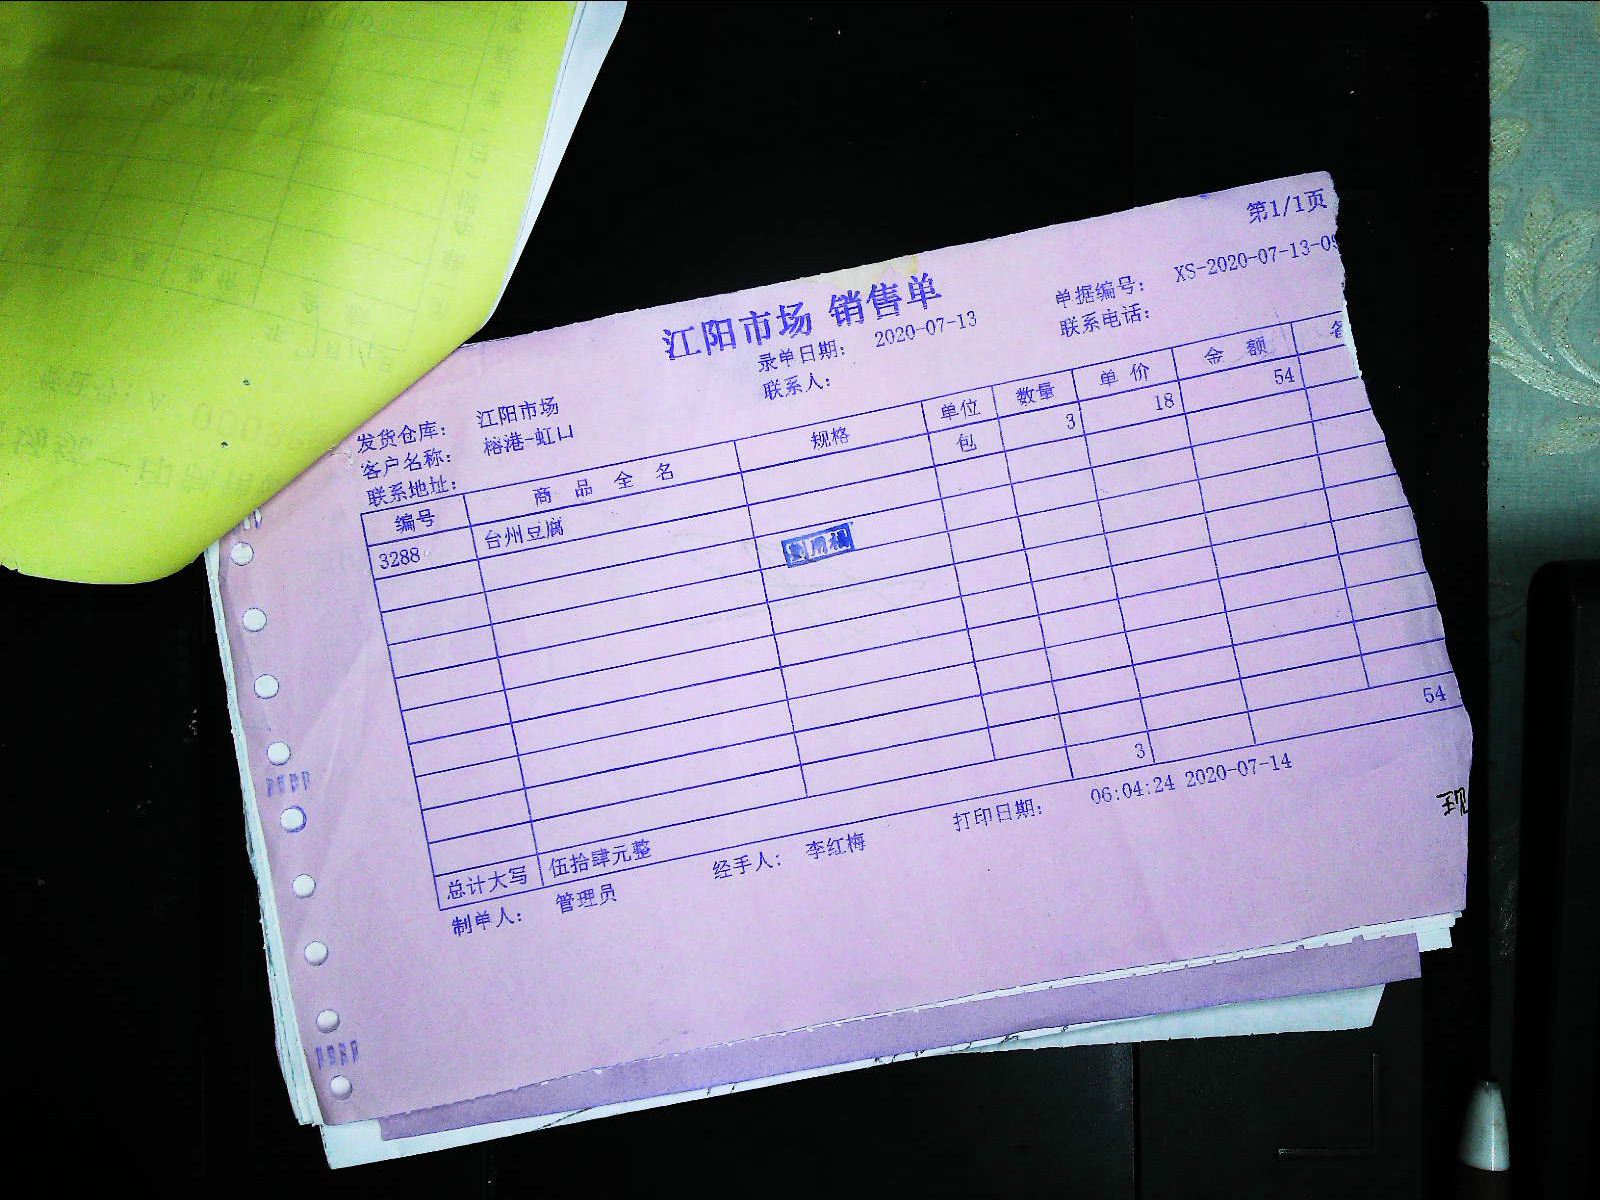 第1/1页
江阳市场 销售单
单据编号： XS-2020-07-13-09
录单日期： 2020-07-13
联系电话：
联系人：
发货仓库： 江阳市场
客户名称： 榕港-虹口
联系地址：
编号 商品全名 规格 单位 数量 单价 金额
3288 台州豆腐 包 3 18 54
3 54
总计大写 伍拾肆元整
制单人： 管理员 经手人： 李红梅 打印日期： 06:04:24 2020-07-14